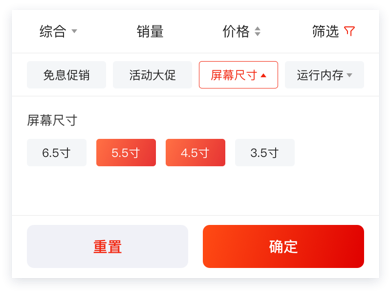 综合 销量 价格 筛选
免息促销 活动大促 屏幕尺寸 运行内存
屏幕尺寸
6.5寸 5.5寸 4.5寸 3.5寸
重置 确定